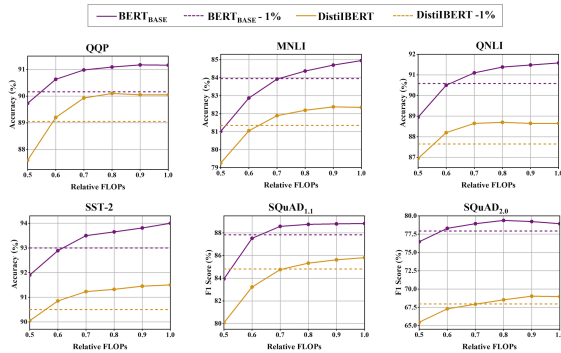 BERT_BASE BERT_BASE - 1% DistilBERT DistilBERT -1%
QQP MNLI QNLI
Accuracy (%) 91 90 89 88
0.5 0.6 0.7 0.8 0.9 1.0
Relative FLOPs
Accuracy (%) 85 84 83 82 81 80 79
0.5 0.6 0.7 0.8 0.9 1.0
Relative FLOPs
Accuracy (%) 92 91 90 89 88 87
0.5 0.6 0.7 0.8 0.9 1.0
Relative FLOPs
SST-2 SQuAD1.1 SQuAD2.0
Accuracy (%) 94 93 92 91 90
0.5 0.6 0.7 0.8 0.9 1.0
Relative FLOPs
F1 Score (%) 88 86 84 82 80
0.5 0.6 0.7 0.8 0.9 1.0
Relative FLOPs
F1 Score (%) 80.0 77.5 75.0 72.5 70.0 67.5 65.0
0.5 0.6 0.7 0.8 0.9 1.0
Relative FLOPs